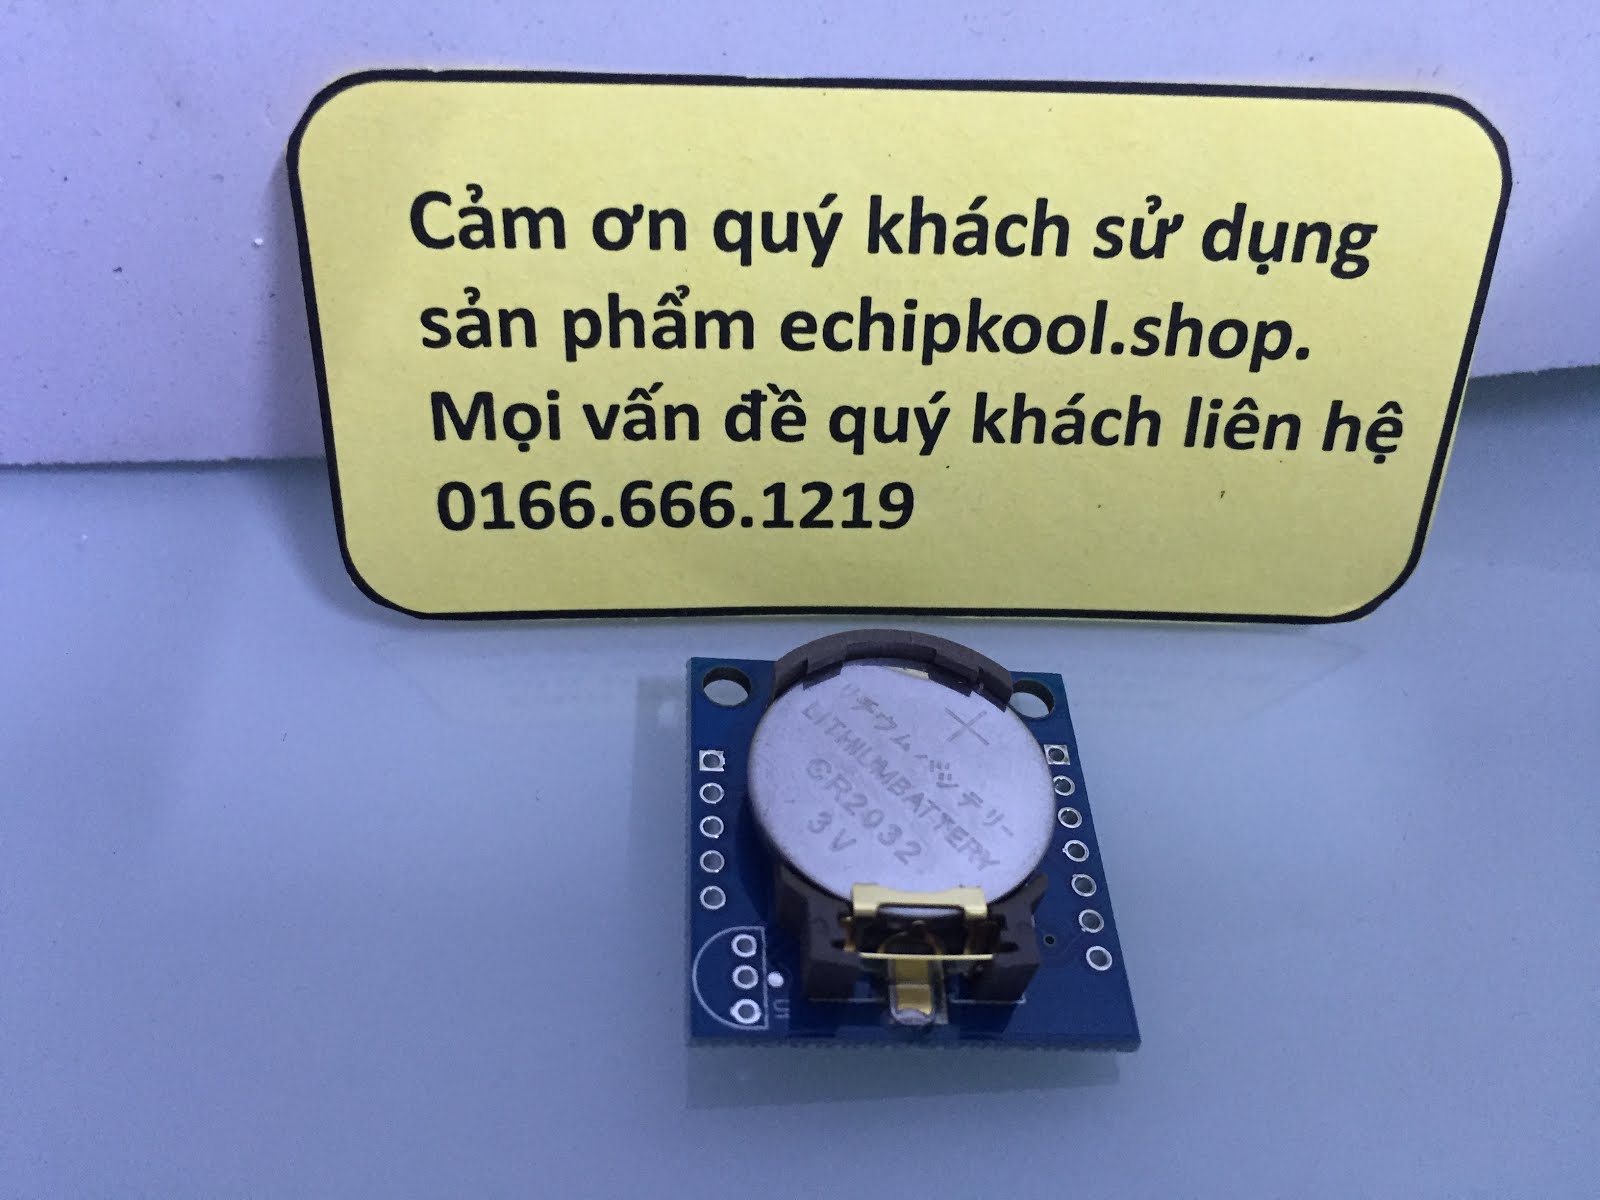 Cảm ơn quý khách sử dụng
sản phẩm echipkool.shop.
Mọi vấn đề quý khách liên hệ
0166.666.1219
+
リチウムバッテリー
LITHIUMBATTERY
CR2032
3V
U1